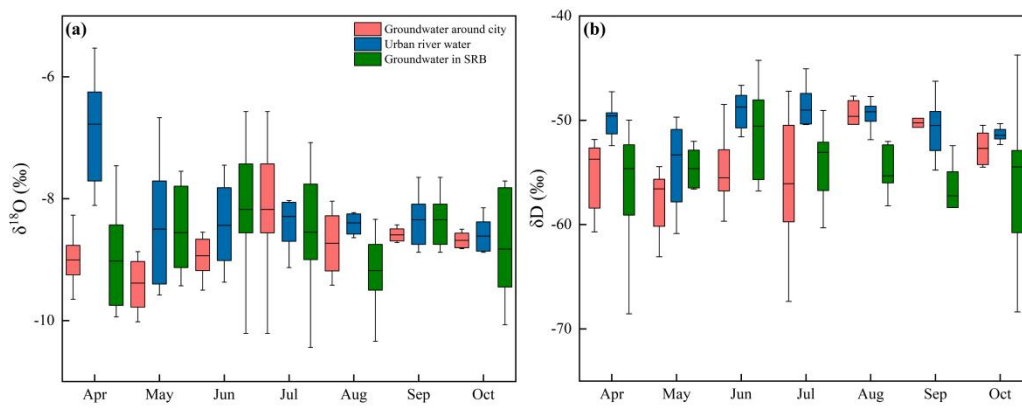 (a)
Groundwater around city
Urban river water
Groundwater in SRB
δ¹⁸O (‰)
-6
-8
-10
Apr May Jun Jul Aug Sep Oct
(b)
δD (‰)
-40
-50
-60
-70
Apr May Jun Jul Aug Sep Oct